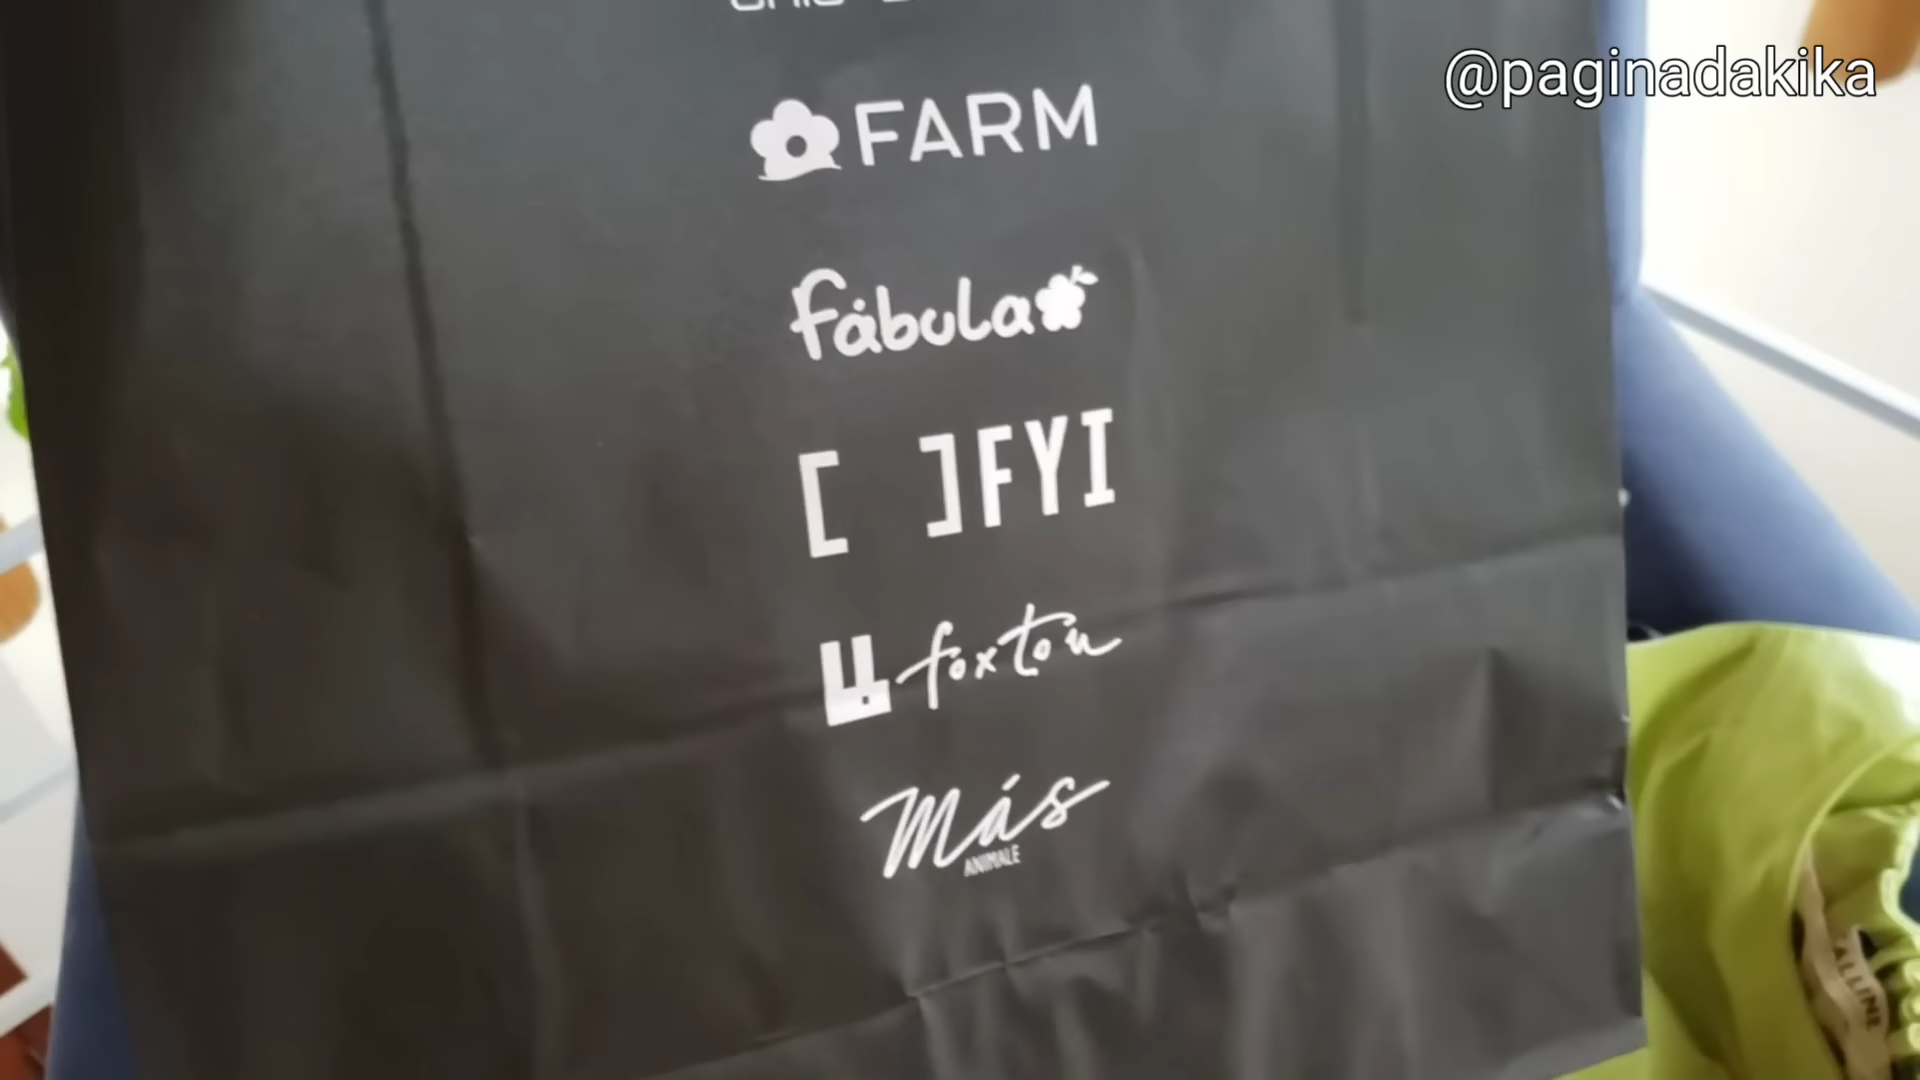 @paginadakika
FARM
fábula
[ ]FYI
foxton
Más
ANIMALE